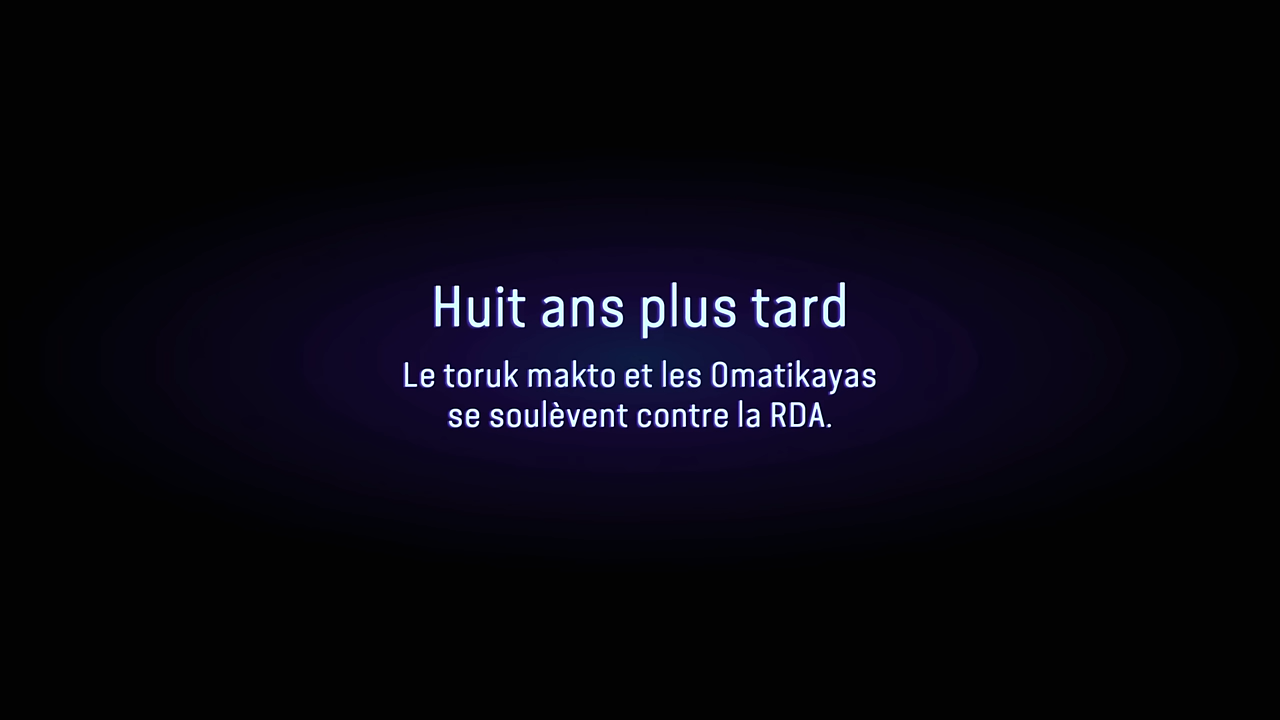 Huit ans plus tard
Le toruk makto et les Omatikayas
se soulèvent contre la RDA.